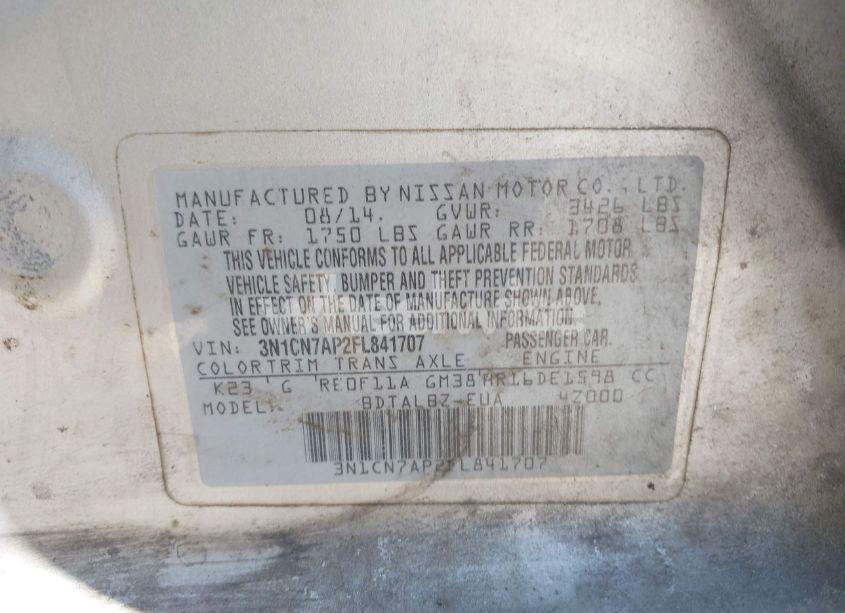 MANUFACTURED BY NISSAN MOTOR CO., LTD.
DATE: 08/14. GVWR: 3426 LBS
GAWR FR: 1750 LBS GAWR RR: 1708 LBS
THIS VEHICLE CONFORMS TO ALL APPLICABLE FEDERAL MOTOR
VEHICLE SAFETY, BUMPER AND THEFT PREVENTION STANDARDS
IN EFFECT ON THE DATE OF MANUFACTURE SHOWN ABOVE.
SEE OWNER'S MANUAL FOR ADDITIONAL INFORMATION.
VIN: 3N1CN7AP2FL841707 PASSENGER CAR.
COLOR TRIM TRANS AXLE ENGINE
K23 G RE0F11A GM38 HR16DE1598 CC
MODEL: BDTALBZ-EUA 4Z000
3N1CN7AP2FL841707